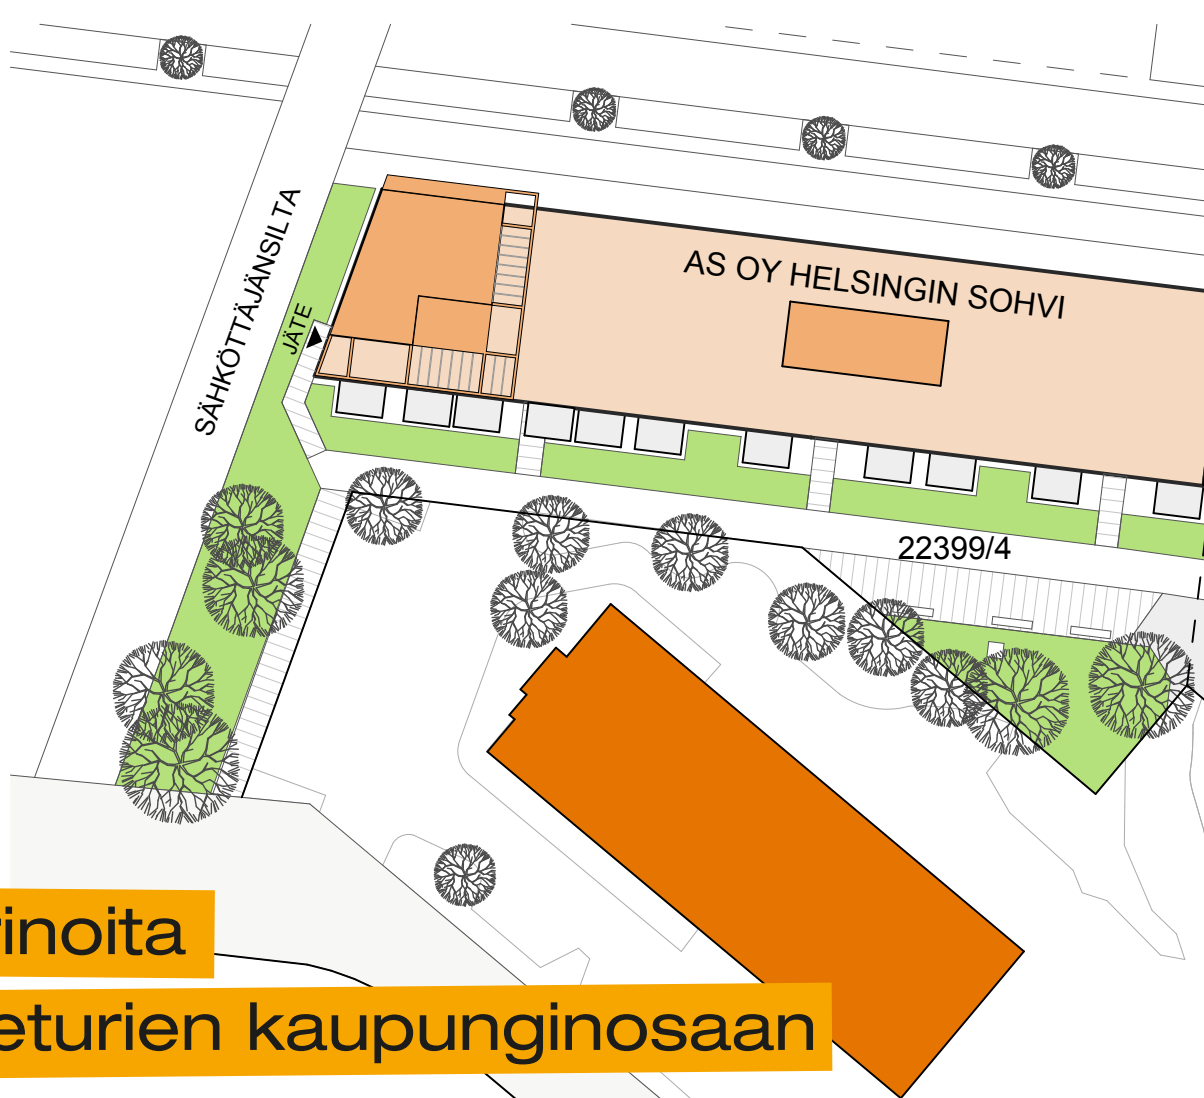 AS OY HELSINGIN SOHVI
SÄHKÖTTÄJÄNSILTA
JÄTE
22399/4
inoita
eturien kaupunginosaan